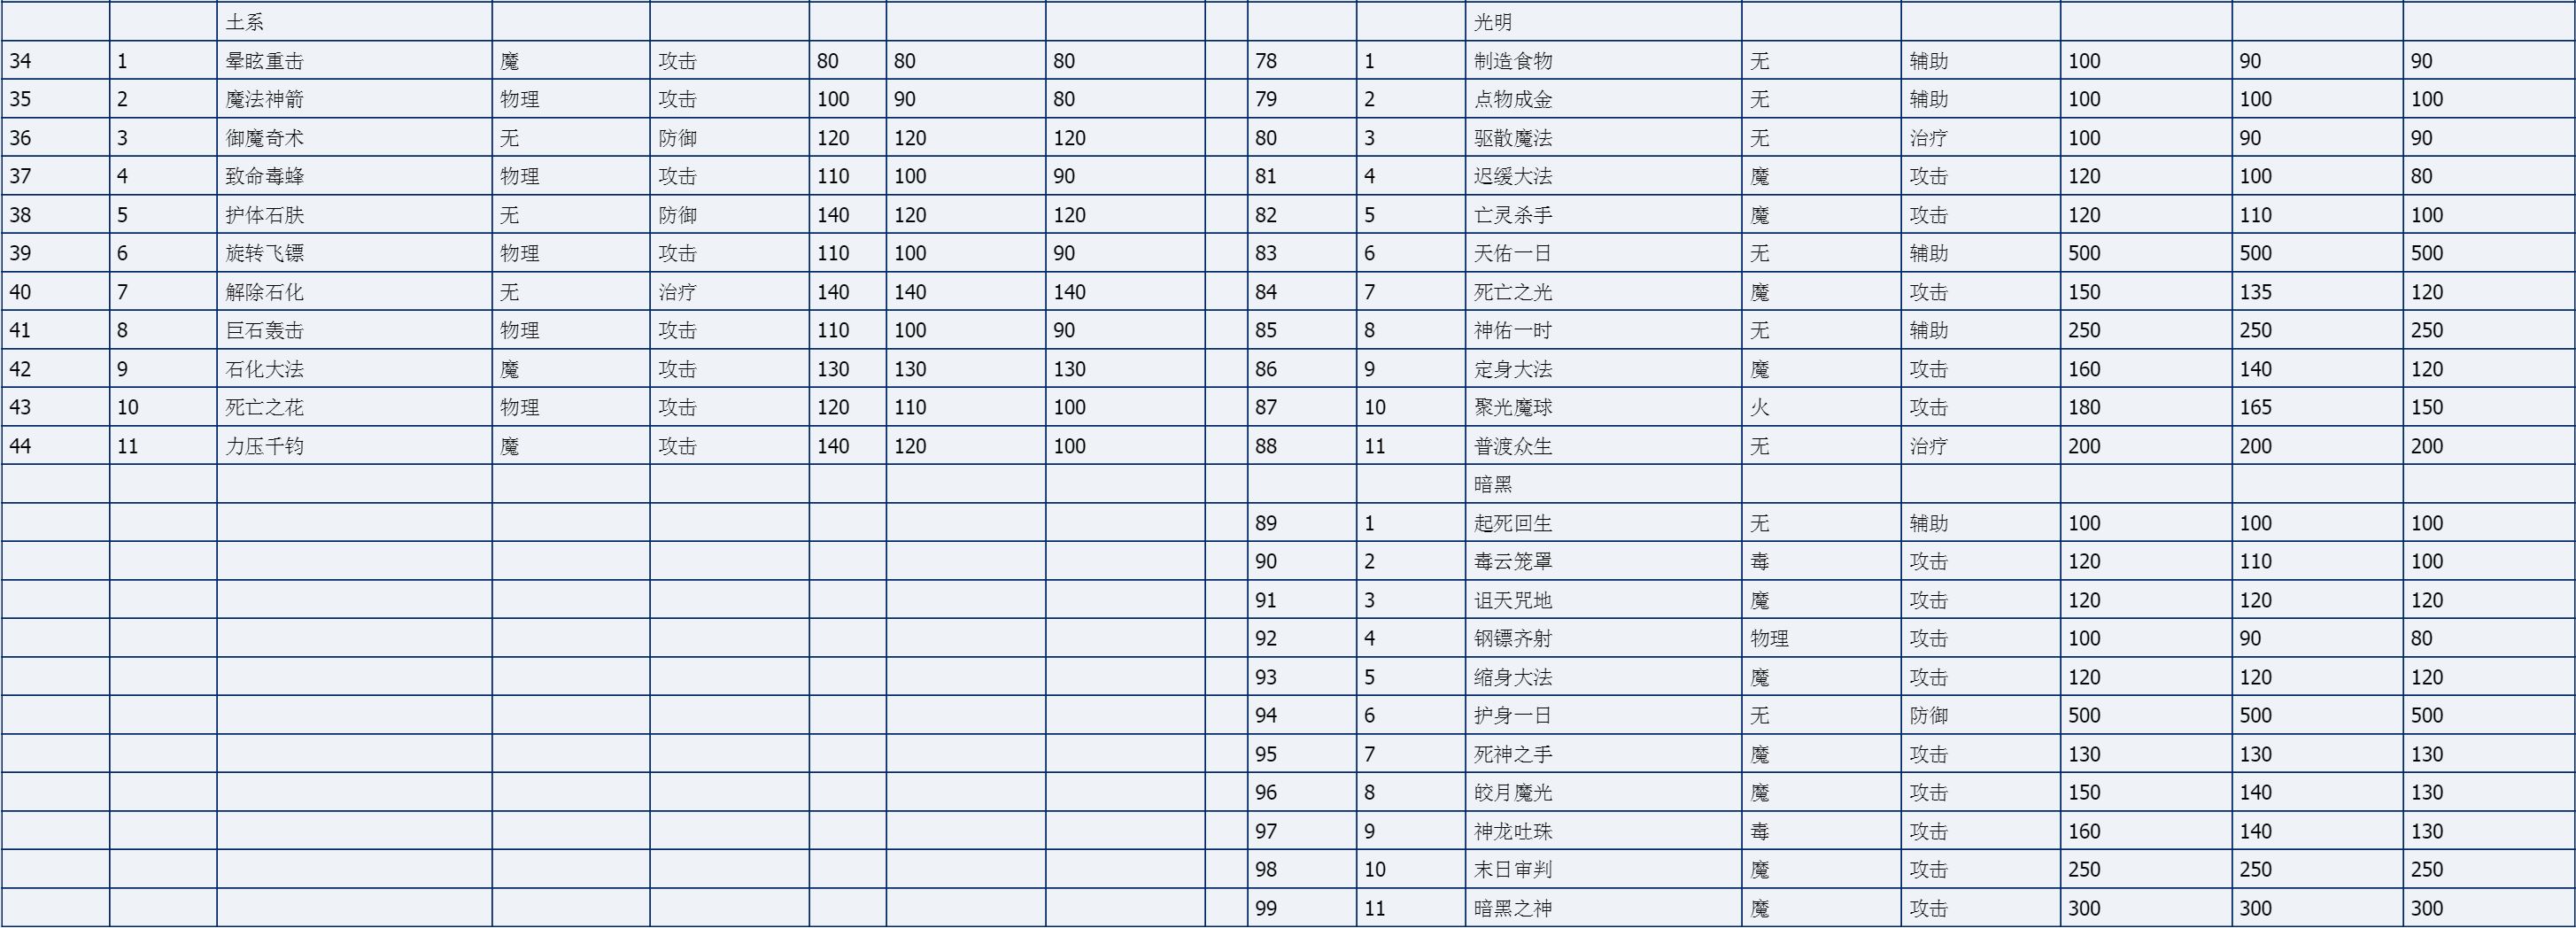 土系 光明
34 1 晕眩重击 魔 攻击 80 80 80 78 1 制造食物 无 辅助 100 90 90
35 2 魔法神箭 物理 攻击 100 90 80 79 2 点物成金 无 辅助 100 100 100
36 3 御魔奇术 无 防御 120 120 120 80 3 驱散魔法 无 治疗 100 90 90
37 4 致命毒蜂 物理 攻击 110 100 90 81 4 迟缓大法 魔 攻击 120 100 80
38 5 护体石肤 无 防御 140 120 120 82 5 亡灵杀手 魔 攻击 120 110 100
39 6 旋转飞镖 物理 攻击 110 100 90 83 6 天佑一日 无 辅助 500 500 500
40 7 解除石化 无 治疗 140 140 140 84 7 死亡之光 魔 攻击 150 135 120
41 8 巨石轰击 物理 攻击 110 100 90 85 8 神佑一时 无 辅助 250 250 250
42 9 石化大法 魔 攻击 130 130 130 86 9 定身大法 魔 攻击 160 140 120
43 10 死亡之花 物理 攻击 120 110 100 87 10 聚光魔球 火 攻击 180 165 150
44 11 力压千钧 魔 攻击 140 120 100 88 11 普渡众生 无 治疗 200 200 200
暗黑
89 1 起死回生 无 辅助 100 100 100
90 2 毒云笼罩 毒 攻击 120 110 100
91 3 诅天咒地 魔 攻击 120 120 120
92 4 钢镖齐射 物理 攻击 100 90 80
93 5 缩身大法 魔 攻击 120 120 120
94 6 护身一日 无 防御 500 500 500
95 7 死神之手 魔 攻击 130 130 130
96 8 皎月魔光 魔 攻击 150 140 130
97 9 神龙吐珠 毒 攻击 160 140 130
98 10 末日审判 魔 攻击 250 250 250
99 11 暗黑之神 魔 攻击 300 300 300